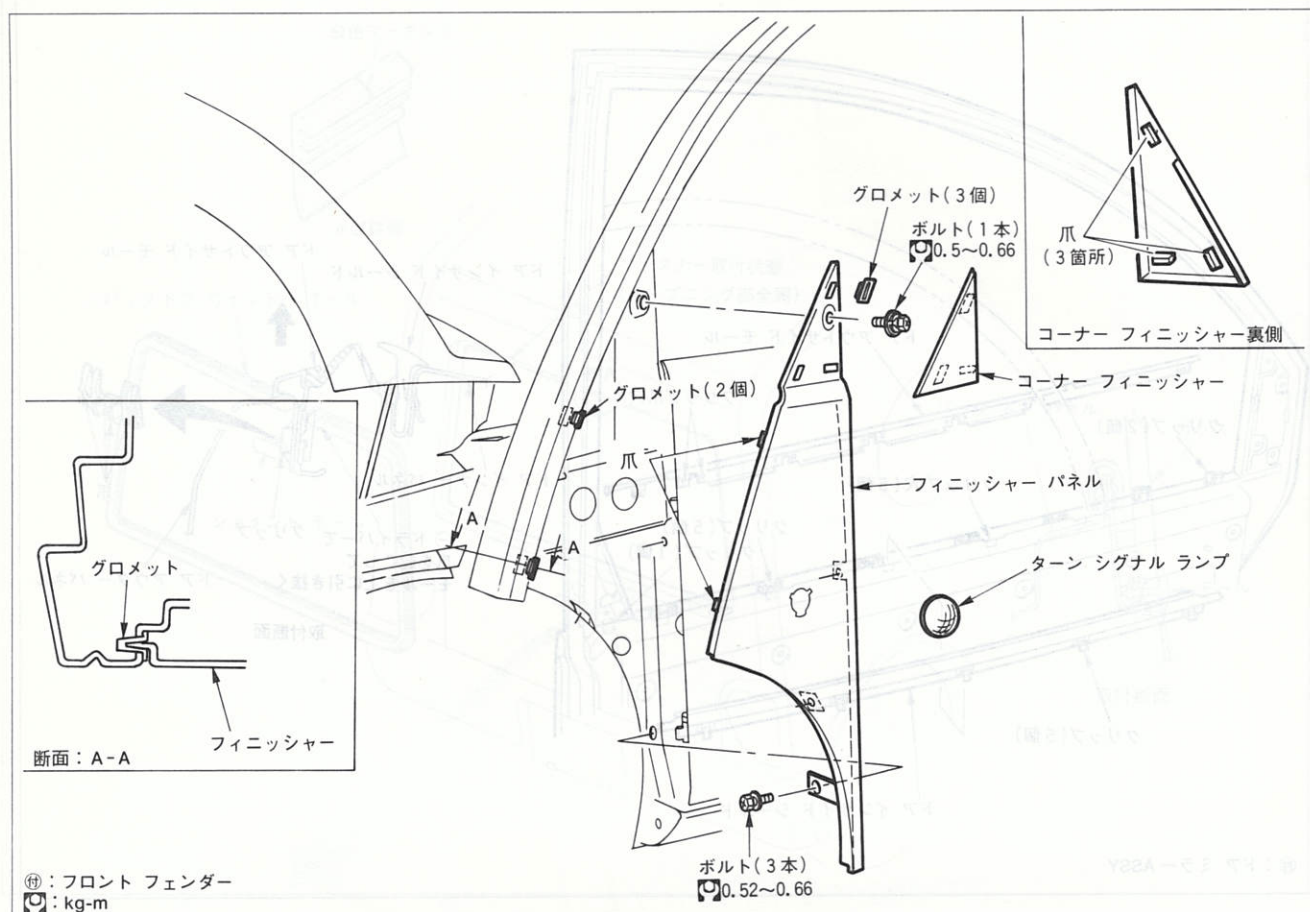 グロメット(3個)
ボルト(1本)
0.5~0.66
爪
(3箇所)
コーナー フィニッシャー裏側
コーナー フィニッシャー
グロメット(2個)
爪
フィニッシャー パネル
A
A
グロメット
ターン シグナル ランプ
フィニッシャー
断面：A-A
ボルト(3本)
0.52~0.66
㊟：フロント フェンダー
：kg-m